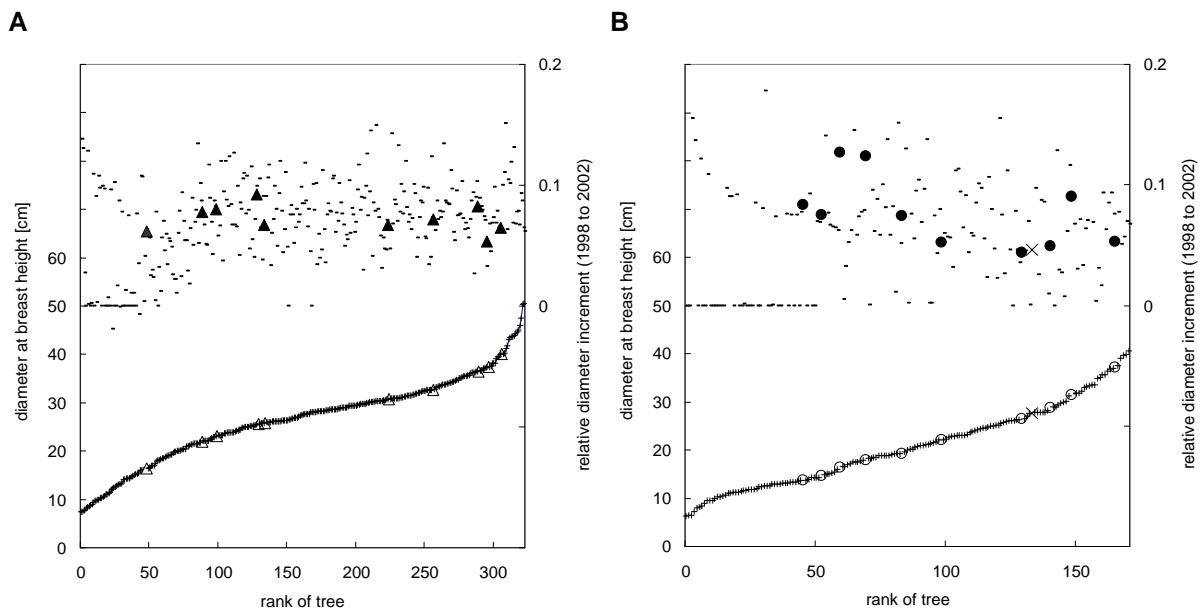 A
B
0.2
0.1
0
60
50
40
30
20
10
0
diameter at breast height [cm]
relative diameter increment (1998 to 2002)
0 50 100 150 200 250 300
rank of tree
0.2
0.1
0
60
50
40
30
20
10
0
diameter at breast height [cm]
relative diameter increment (1998 to 2002)
0 50 100 150
rank of tree